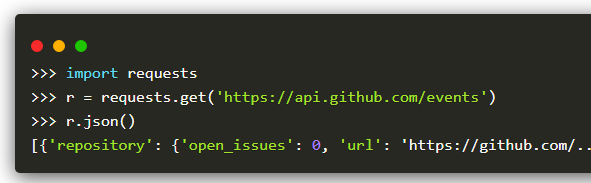 >>> import requests
>>> r = requests.get('https://api.github.com/events')
>>> r.json()
[{'repository': {'open_issues': 0, 'url': 'https://github.com/...